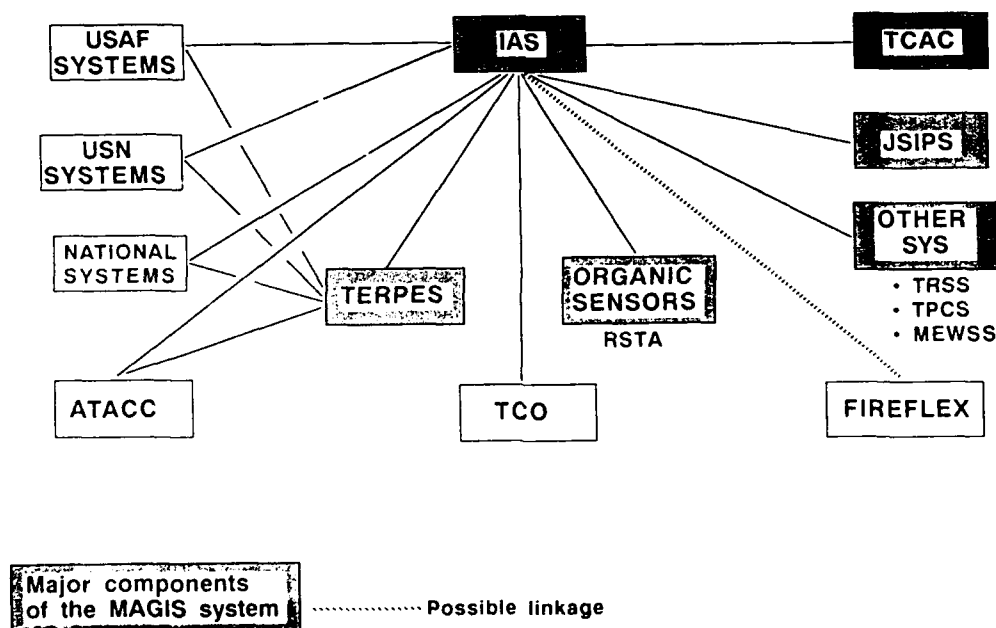 USAF
SYSTEMS
IAS
TCAC
USN
SYSTEMS
JSIPS
NATIONAL
SYSTEMS
TERPES
ORGANIC
SENSORS
RSTA
OTHER
SYS
• TRSS
• TPCS
• MEWSS
ATACC
TCO
FIREFLEX
Major components
of the MAGIS system
Possible linkage